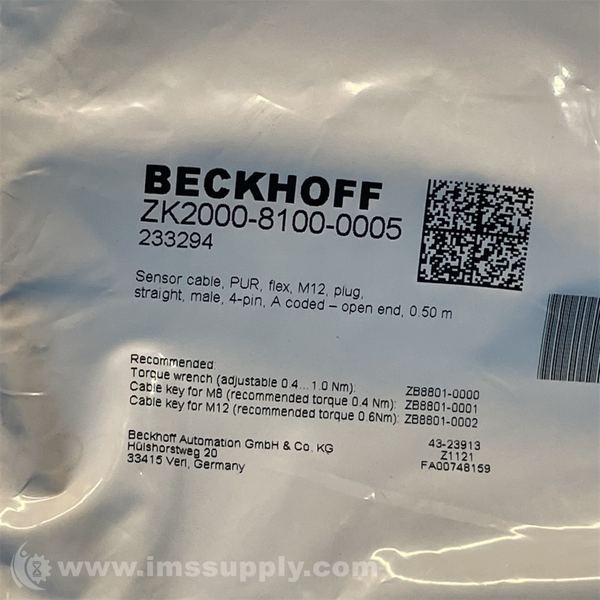 BECKHOFF
ZK2000-8100-0005
233294
Sensor cable, PUR, flex, M12, plug,
straight, male, 4-pin, A coded – open end, 0.50 m
Recommended
Torque wrench (adjustable 0.4...1.0 Nm): ZB8801-0000
Cable key for M8 (recommended torque 0.4 Nm): ZB8801-0001
Cable key for M12 (recommended torque 0.6Nm): ZB8801-0002
Beckhoff Automation GmbH & Co. KG 43-23913
Hülshorstweg 20 Z1121
33415 Verl, Germany FA00748159
www.imssupply.com